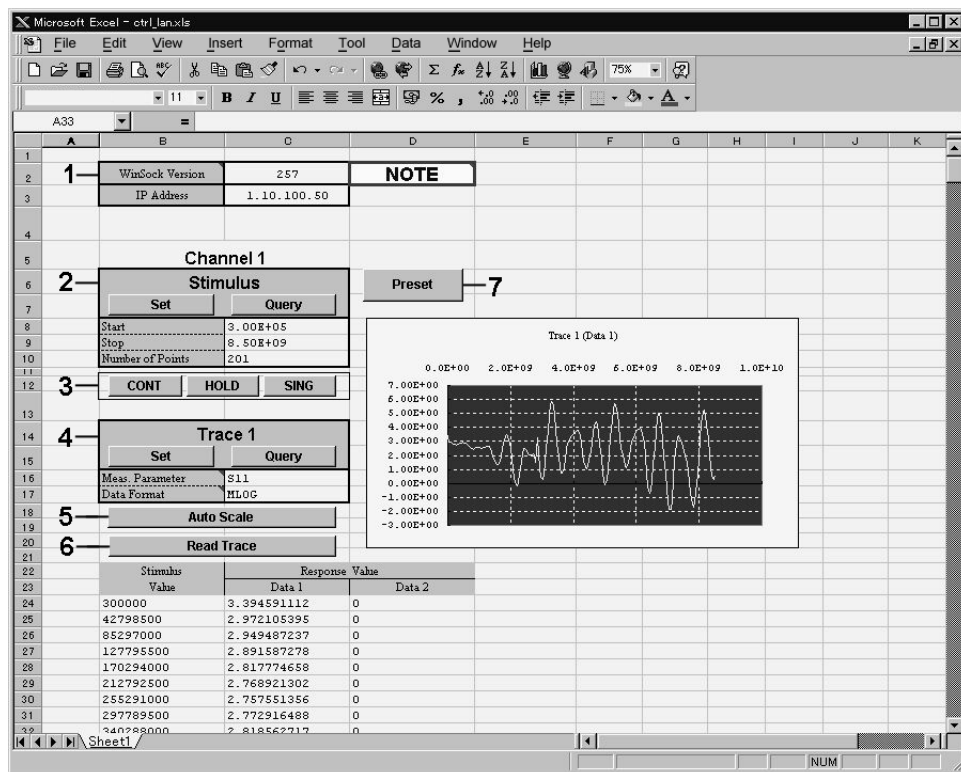 Microsoft Excel - ctrl_lan.xls
File Edit View Insert Format Tool Data Window Help
75%
11 B I U % , 
A33 =
A B C D E F G H I J K
1
2 1 WinSock Version 257 NOTE
3 IP Address 1.10.100.50
4
5 Channel 1
6 2 Stimulus Preset 7
7 Set Query
8 Start 3.00E+05
9 Stop 8.50E+09
10 Number of Points 201
11
12 3 CONT HOLD SING
13
14 4 Trace 1
15 Set Query
16 Meas. Parameter S11
17 Data Format MLOG
18 5 Auto Scale
19
20 6 Read Trace
21
Trace 1 (Data 1)
0.0E+00 2.0E+09 4.0E+09 6.0E+09 8.0E+09 1.0E+10
7.00E+00
6.00E+00
5.00E+00
4.00E+00
3.00E+00
2.00E+00
1.00E+00
0.00E+00
-1.00E+00
-2.00E+00
-3.00E+00
22 Stimulus Response Value
23 Value Data 1 Data 2
24 300000 3.394591112 0
25 42798500 2.972105395 0
26 85297000 2.949487237 0
27 127795500 2.891587278 0
28 170294000 2.817774658 0
29 212792500 2.768921302 0
30 255291000 2.757551356 0
31 297789500 2.772916488 0
32 340288000 2.818562717 0
Sheet1
NUM